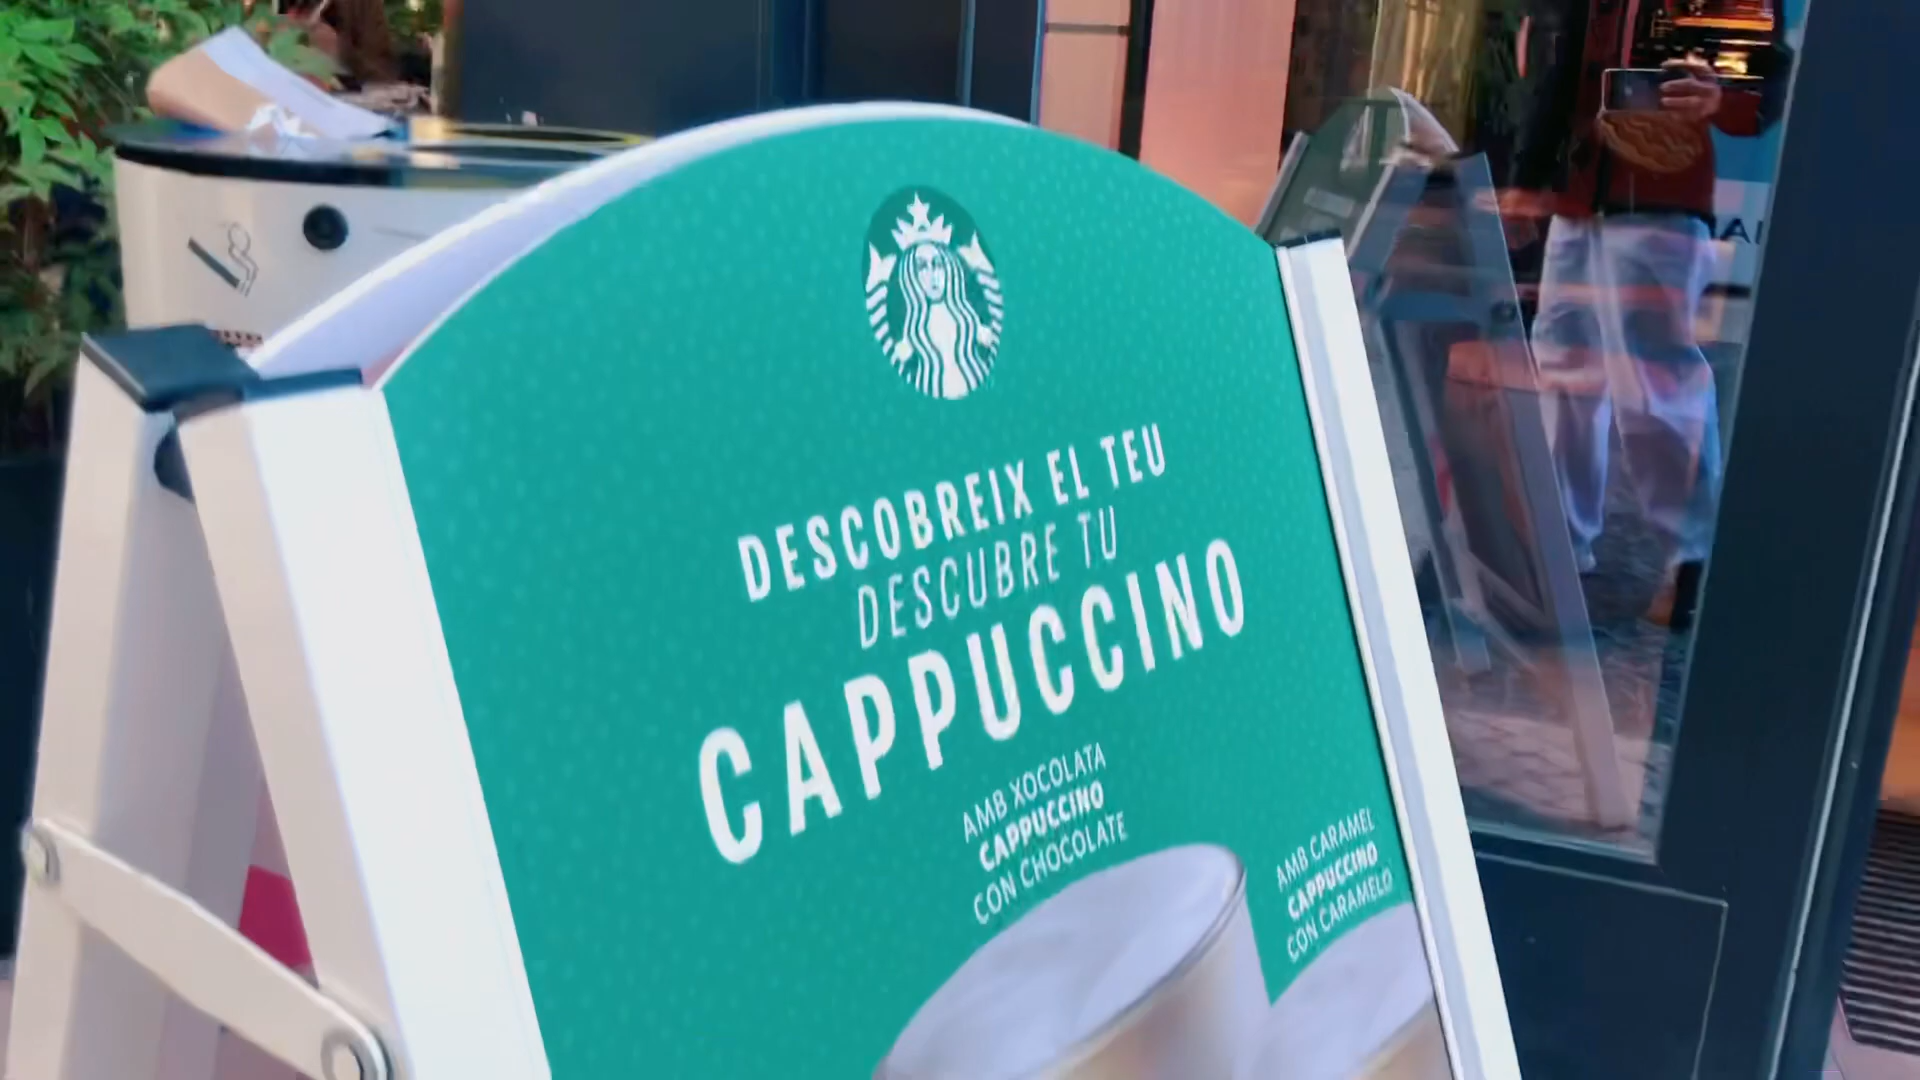 DESCOBREIX EL TEU
DESCUBRE TU
CAPPUCCINO
AMB XOCOLATA
CAPPUCCINO
CON CHOCOLATE
AMB CARAMEL
CAPPUCCINO
CON CARAMELO